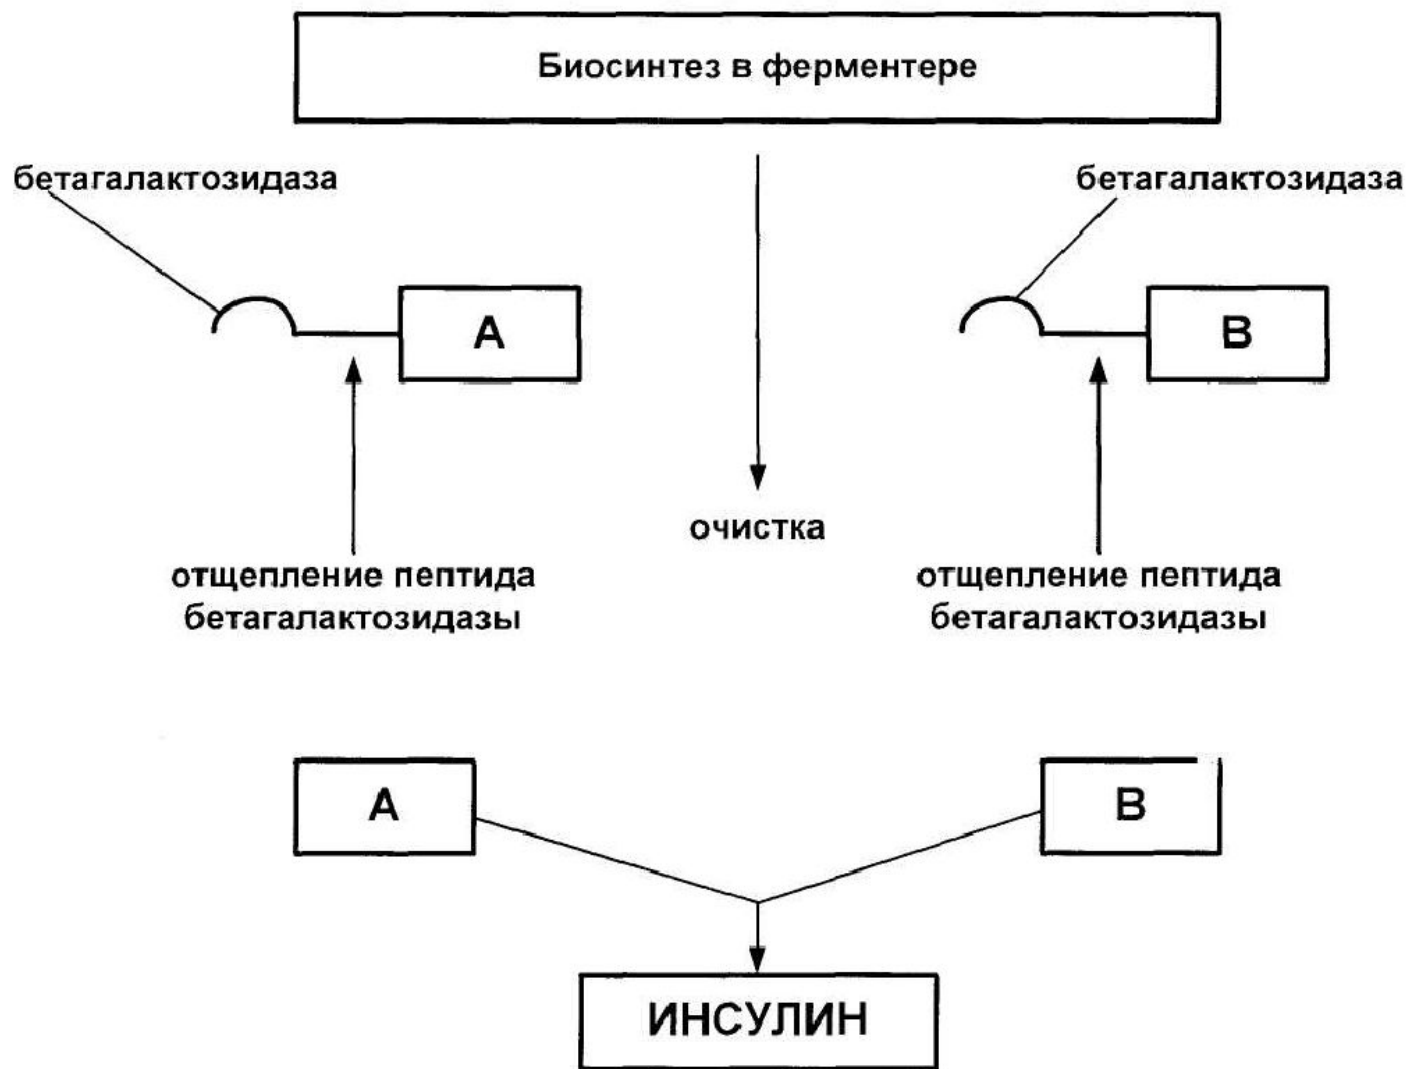 Биосинтез в ферментере
бетагалактозидаза
бетагалактозидаза
А
В
очистка
отщепление пептида
бетагалактозидазы
отщепление пептида
бетагалактозидазы
А
В
ИНСУЛИН